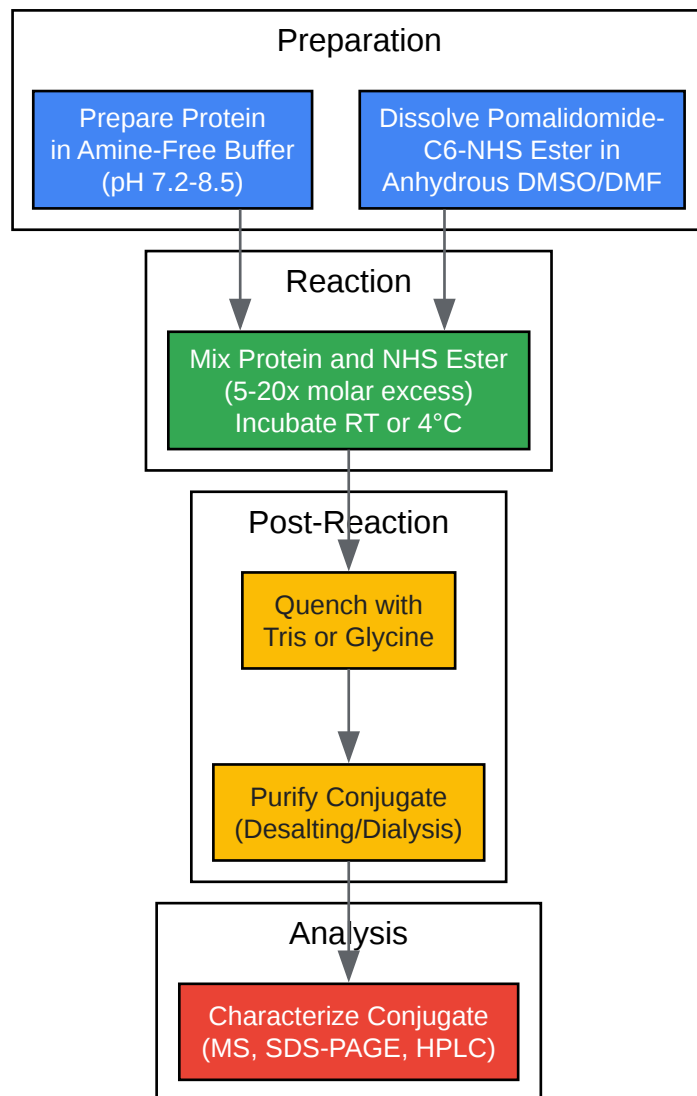 Preparation
Prepare Protein
in Amine-Free Buffer
(pH 7.2-8.5)
Dissolve Pomalidomide-
C6-NHS Ester in
Anhydrous DMSO/DMF
Reaction
Mix Protein and NHS Ester
(5-20x molar excess)
Incubate RT or 4°C
Post-Reaction
Quench with
Tris or Glycine
Purify Conjugate
(Desalting/Dialysis)
Analysis
Characterize Conjugate
(MS, SDS-PAGE, HPLC)